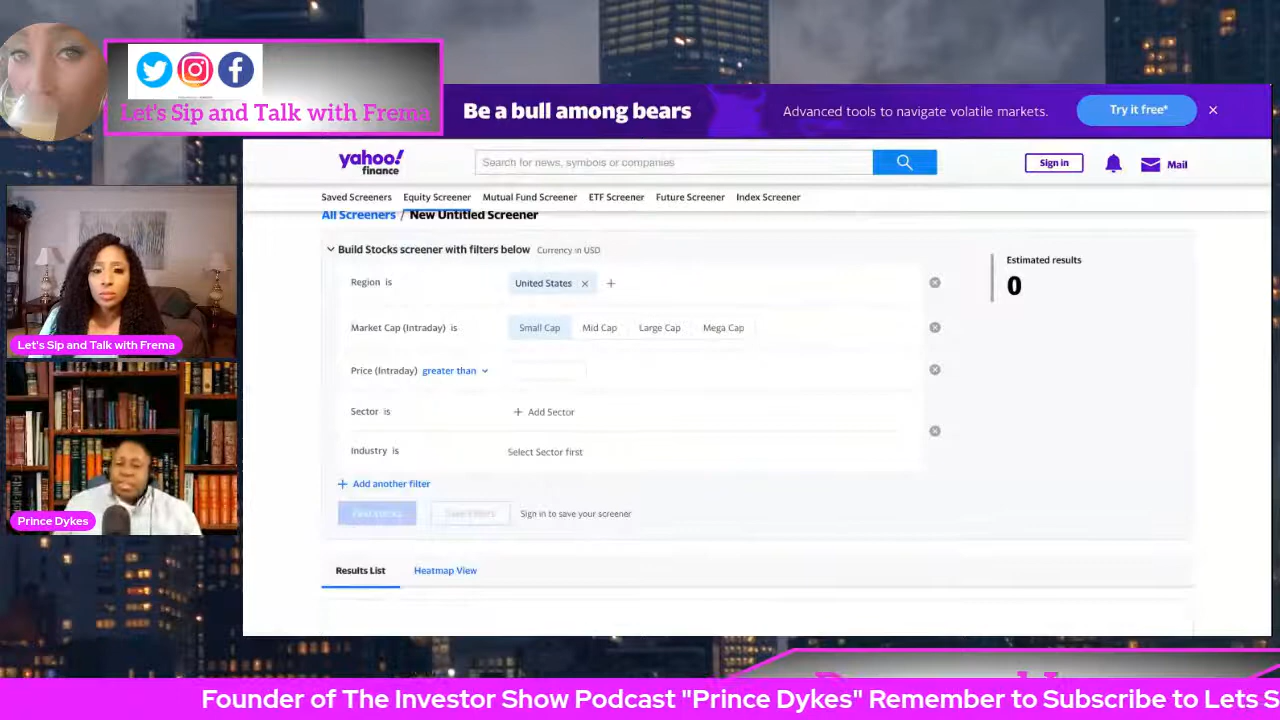 Let's Sip and Talk with Frema
Be a bull among bears
Advanced tools to navigate volatile markets.
Try it free*
yahoo!
finance
Search for news, symbols or companies
Sign in
Mail
Saved Screeners
Equity Screener
Mutual Fund Screener
ETF Screener
Future Screener
Index Screener
All Screeners / New Untitled Screener
Build Stocks screener with filters below Currency in USD
Estimated results
0
Region is
United States
Market Cap (Intraday) is
Small Cap
Mid Cap
Large Cap
Mega Cap
Price (Intraday) greater than
Sector is
+ Add Sector
Industry is
Select Sector first
+ Add another filter
Find Stocks
Save Filters
Sign in to save your screener
Results List
Heatmap View
Let's Sip and Talk with Frema
Prince Dykes
Founder of The Investor Show Podcast "Prince Dykes" Remember to Subscribe to Lets S